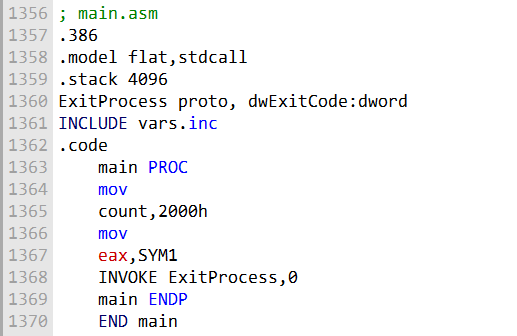 1356 ; main.asm
1357 .386
1358 .model flat,stdcall
1359 .stack 4096
1360 ExitProcess proto, dwExitCode:dword
1361 INCLUDE vars.inc
1362 .code
1363 main PROC
1364 mov
1365 count,2000h
1366 mov
1367 eax,SYM1
1368 INVOKE ExitProcess,0
1369 main ENDP
1370 END main